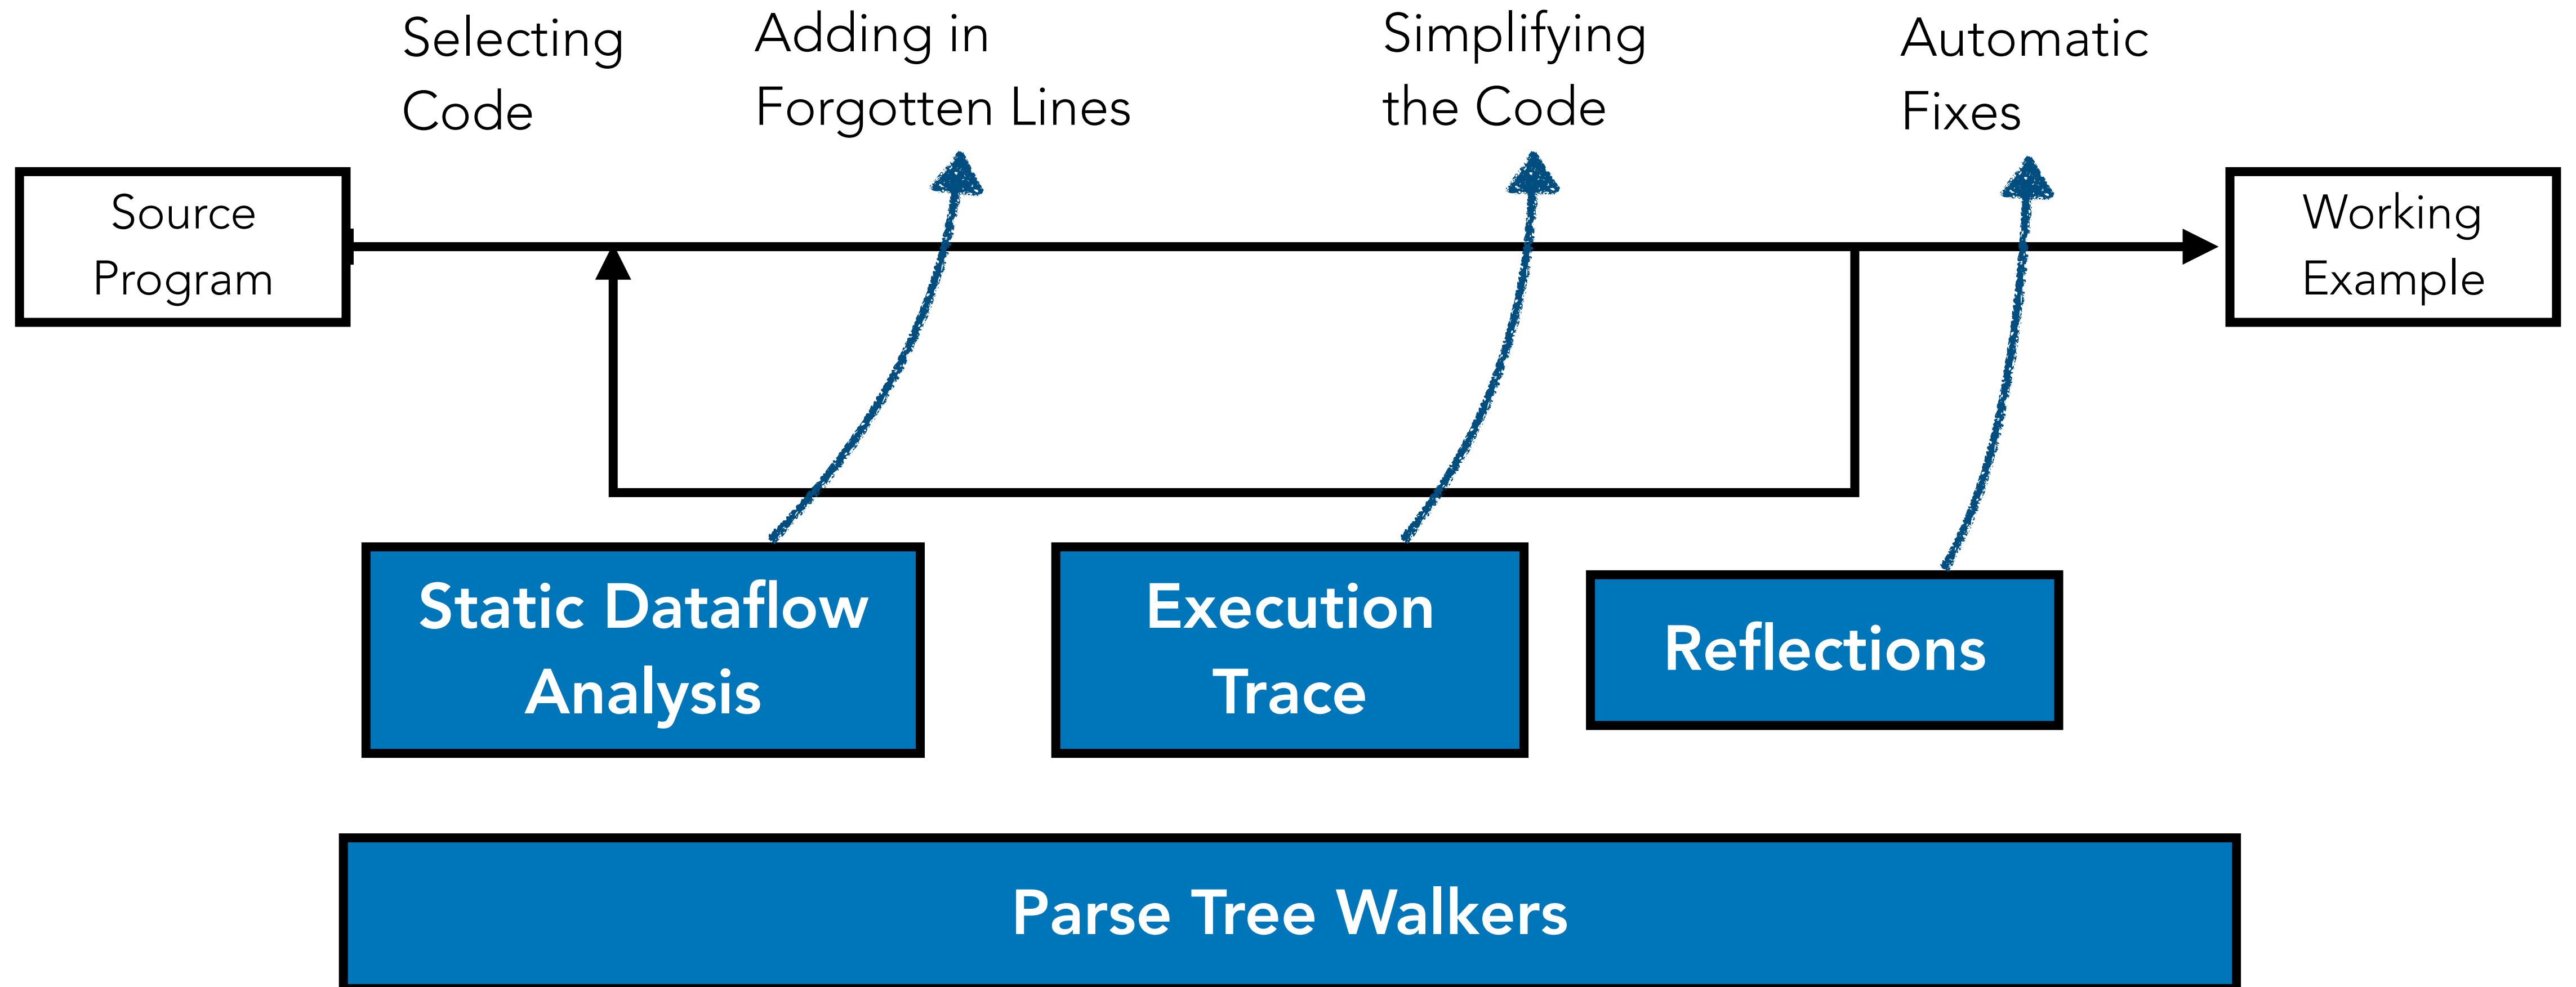 Selecting
Code
Adding in
Forgotten Lines
Simplifying
the Code
Automatic
Fixes
Source
Program
Working
Example
Static Dataflow
Analysis
Execution
Trace
Reflections
Parse Tree Walkers